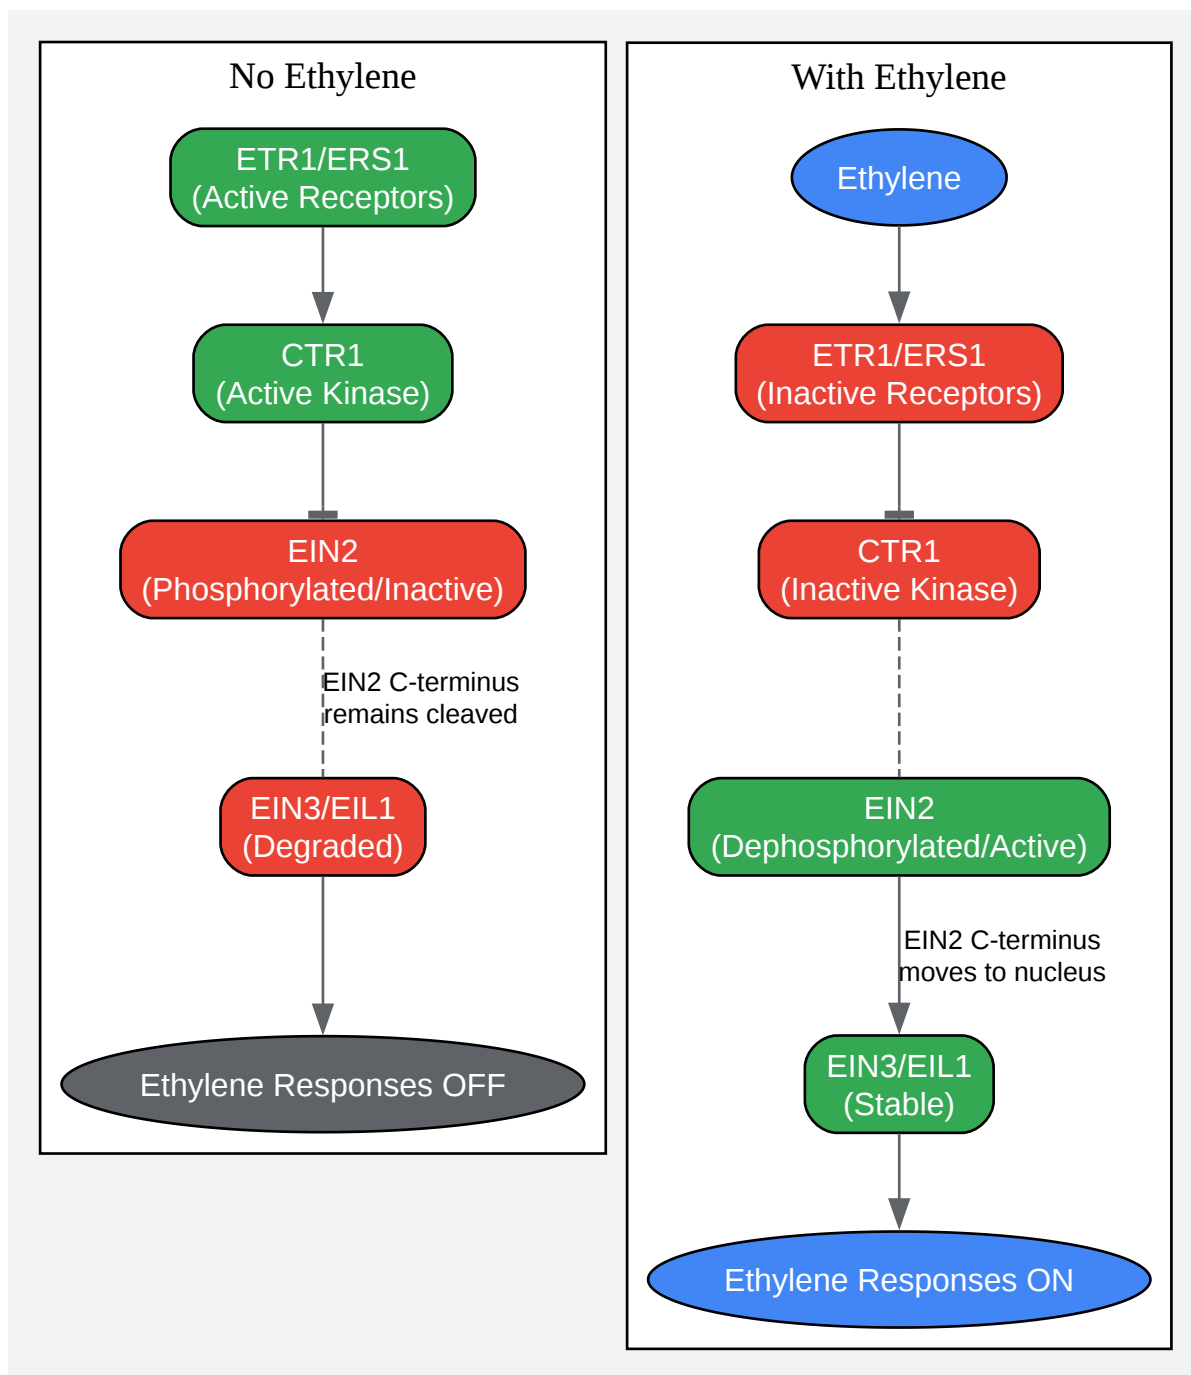 No Ethylene
ETR1/ERS1
(Active Receptors)
CTR1
(Active Kinase)
EIN2
(Phosphorylated/Inactive)
EIN2 C-terminus
remains cleaved
EIN3/EIL1
(Degraded)
Ethylene Responses OFF
With Ethylene
Ethylene
ETR1/ERS1
(Inactive Receptors)
CTR1
(Inactive Kinase)
EIN2
(Dephosphorylated/Active)
EIN2 C-terminus
moves to nucleus
EIN3/EIL1
(Stable)
Ethylene Responses ON